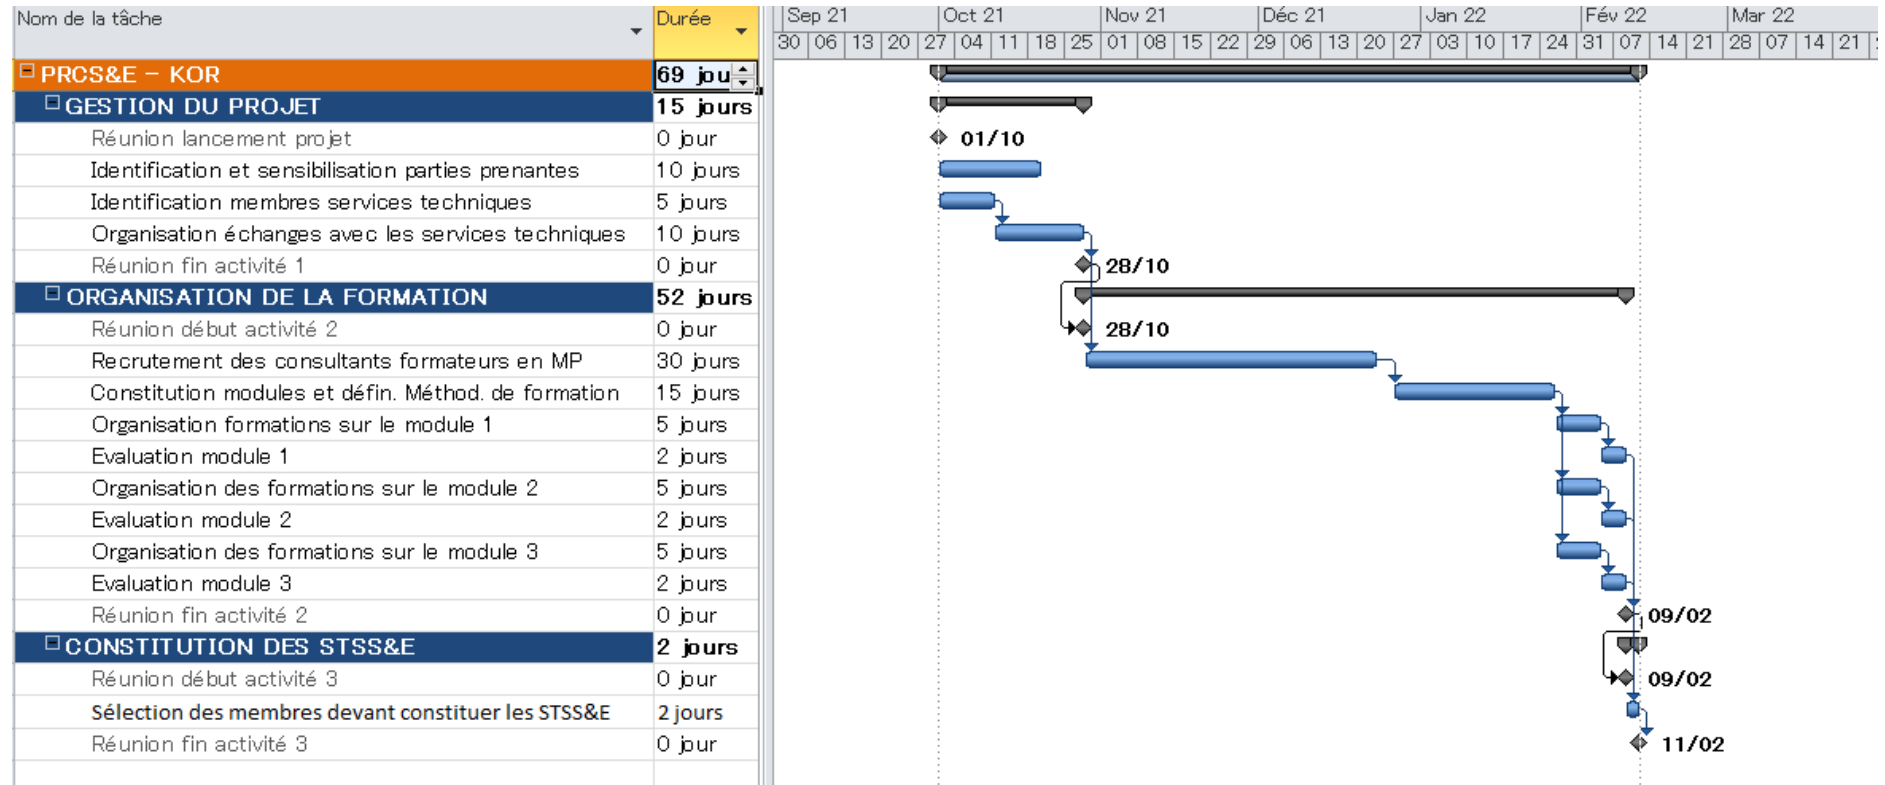 Nom de la tâche Durée Sep 21 Oct 21 Nov 21 Déc 21 Jan 22 Fév 22 Mar 22
30 06 13 20 27 04 11 18 25 01 08 15 22 29 06 13 20 27 03 10 17 24 31 07 14 21 28 07 14 21
PRCS&E - KOR 69 jou
GESTION DU PROJET 15 jours
Réunion lancement projet 0 jour 01/10
Identification et sensibilisation parties prenantes 10 jours
Identification membres services techniques 5 jours
Organisation échanges avec les services techniques 10 jours
Réunion fin activité 1 0 jour 28/10
ORGANISATION DE LA FORMATION 52 jours
Réunion début activité 2 0 jour 28/10
Recrutement des consultants formateurs en MP 30 jours
Constitution modules et défin. Méthod. de formation 15 jours
Organisation formations sur le module 1 5 jours
Evaluation module 1 2 jours
Organisation des formations sur le module 2 5 jours
Evaluation module 2 2 jours
Organisation des formations sur le module 3 5 jours
Evaluation module 3 2 jours
Réunion fin activité 2 0 jour 09/02
CONSTITUTION DES STSS&E 2 jours
Réunion début activité 3 0 jour 09/02
Sélection des membres devant constituer les STSS&E 2 jours
Réunion fin activité 3 0 jour 11/02